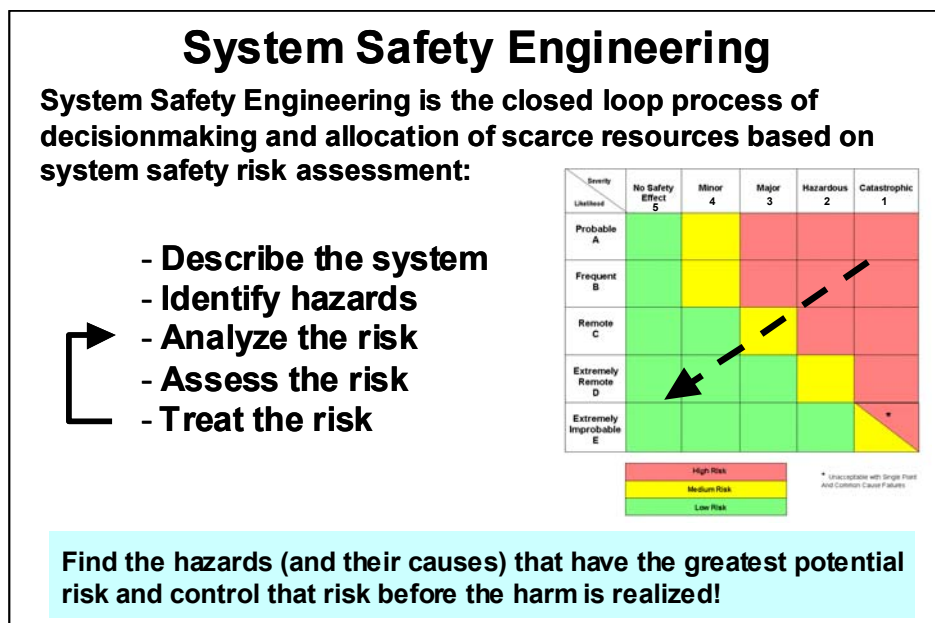 System Safety Engineering
System Safety Engineering is the closed loop process of
decisionmaking and allocation of scarce resources based on
system safety risk assessment:
- Describe the system
- Identify hazards
- Analyze the risk
- Assess the risk
- Treat the risk
Severity
Likelihood
No Safety
Effect
5
Minor
4
Major
3
Hazardous
2
Catastrophic
1
Probable
A
Frequent
B
Remote
C
Extremely
Remote
D
Extremely
Improbable
E
*
High Risk
Medium Risk
Low Risk
* Unacceptable with Single Point
And Common Cause Failures
Find the hazards (and their causes) that have the greatest potential
risk and control that risk before the harm is realized!